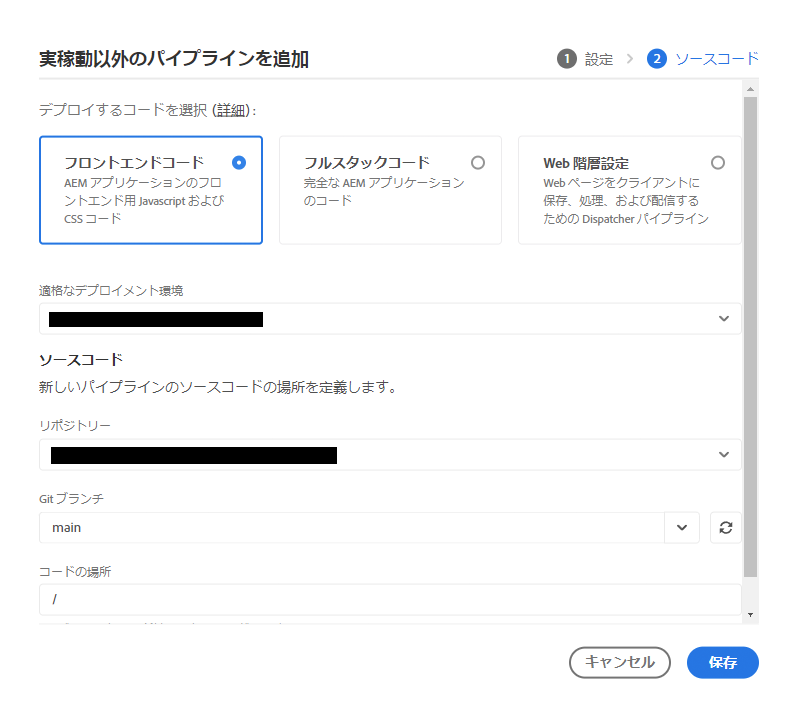 実稼動以外のパイプラインを追加
1 設定 > 2 ソースコード
デプロイするコードを選択 (詳細) :
フロントエンドコード
AEM アプリケーションのフロ
ントエンド用 Javascript および
CSS コード
フルスタックコード
完全な AEM アプリケーション
のコード
Web 階層設定
Web ページをクライアントに
保存、処理、および配信する
ための Dispatcher パイプライン
適格なデプロイメント環境
ソースコード
新しいパイプラインのソースコードの場所を定義します。
リポジトリー
Git ブランチ
main
コードの場所
/
キャンセル
保存